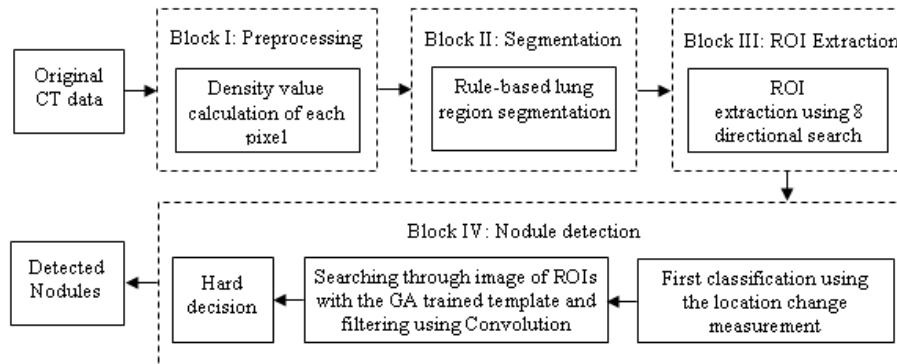 Block I: Preprocessing
Block II: Segmentation
Block III: ROI Extraction
Original
CT data
Density value
calculation of each
pixel
Rule-based lung
region segmentation
ROI
extraction using 8
directional search
Block IV: Nodule detection
Detected
Nodules
Hard
decision
Searching through image of ROIs
with the GA trained template and
filtering using Convolution
First classification using
the location change
measurement